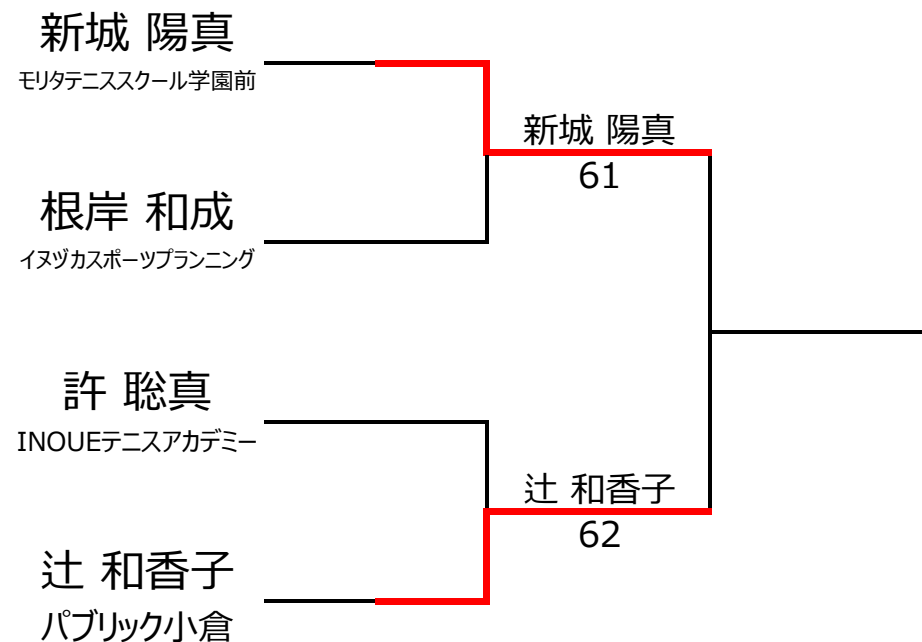 新城 陽真
モリタテニススクール学園前
新城 陽真
61
根岸 和成
イヌヅカスポーツプランニング
許 聡真
INOUEテニスアカデミー
辻 和香子
62
辻 和香子
パブリック小倉